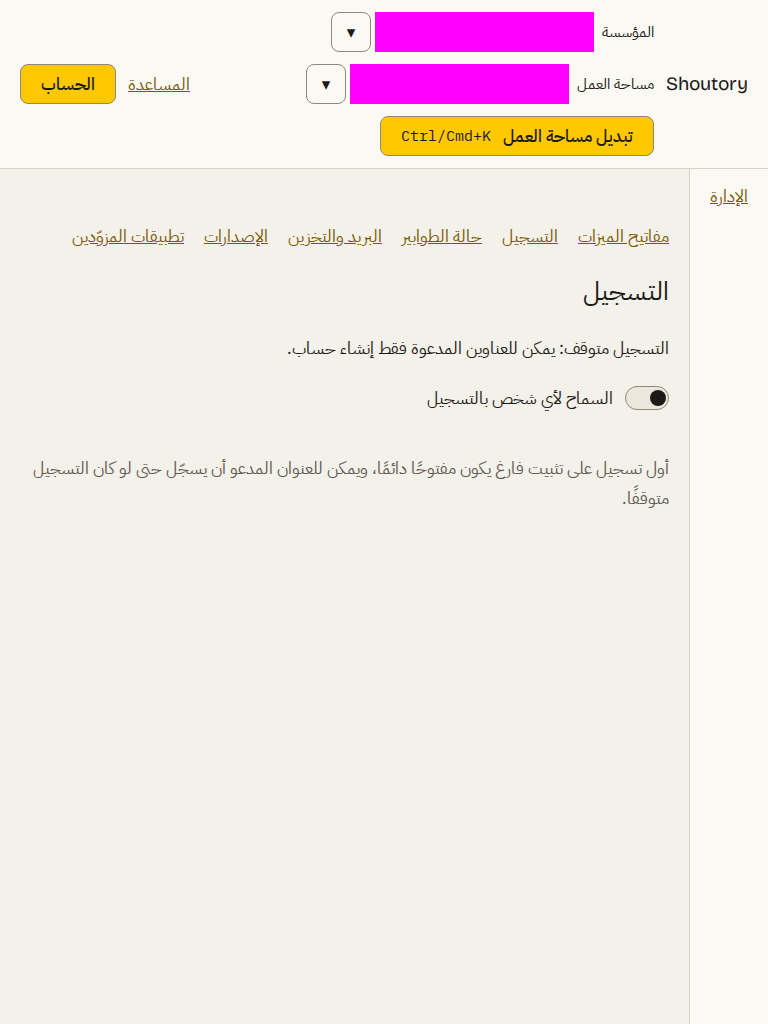 المؤسسة ▼
Shoutory مساحة العمل ▼ المساعدة الحساب
تبديل مساحة العمل Ctrl/Cmd+K
الإدارة
مفاتيح الميزات التسجيل حالة الطوابير البريد والتخزين الإصدارات تطبيقات المزوّدين
التسجيل
التسجيل متوقف: يمكن للعناوين المدعوة فقط إنشاء حساب.
السماح لأي شخص بالتسجيل
أول تسجيل على تثبيت فارغ يكون مفتوحًا دائمًا، ويمكن للعنوان المدعو أن يسجّل حتى لو كان التسجيل
متوقفًا.